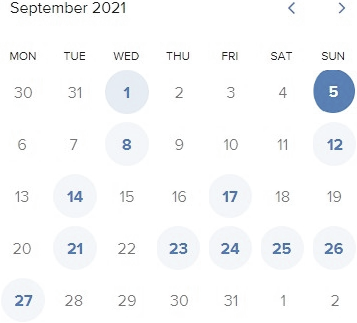 September 2021 < >
MON TUE WED THU FRI SAT SUN
30 31 1 2 3 4 5
6 7 8 9 10 11 12
13 14 15 16 17 18 19
20 21 22 23 24 25 26
27 28 29 30 31 1 2